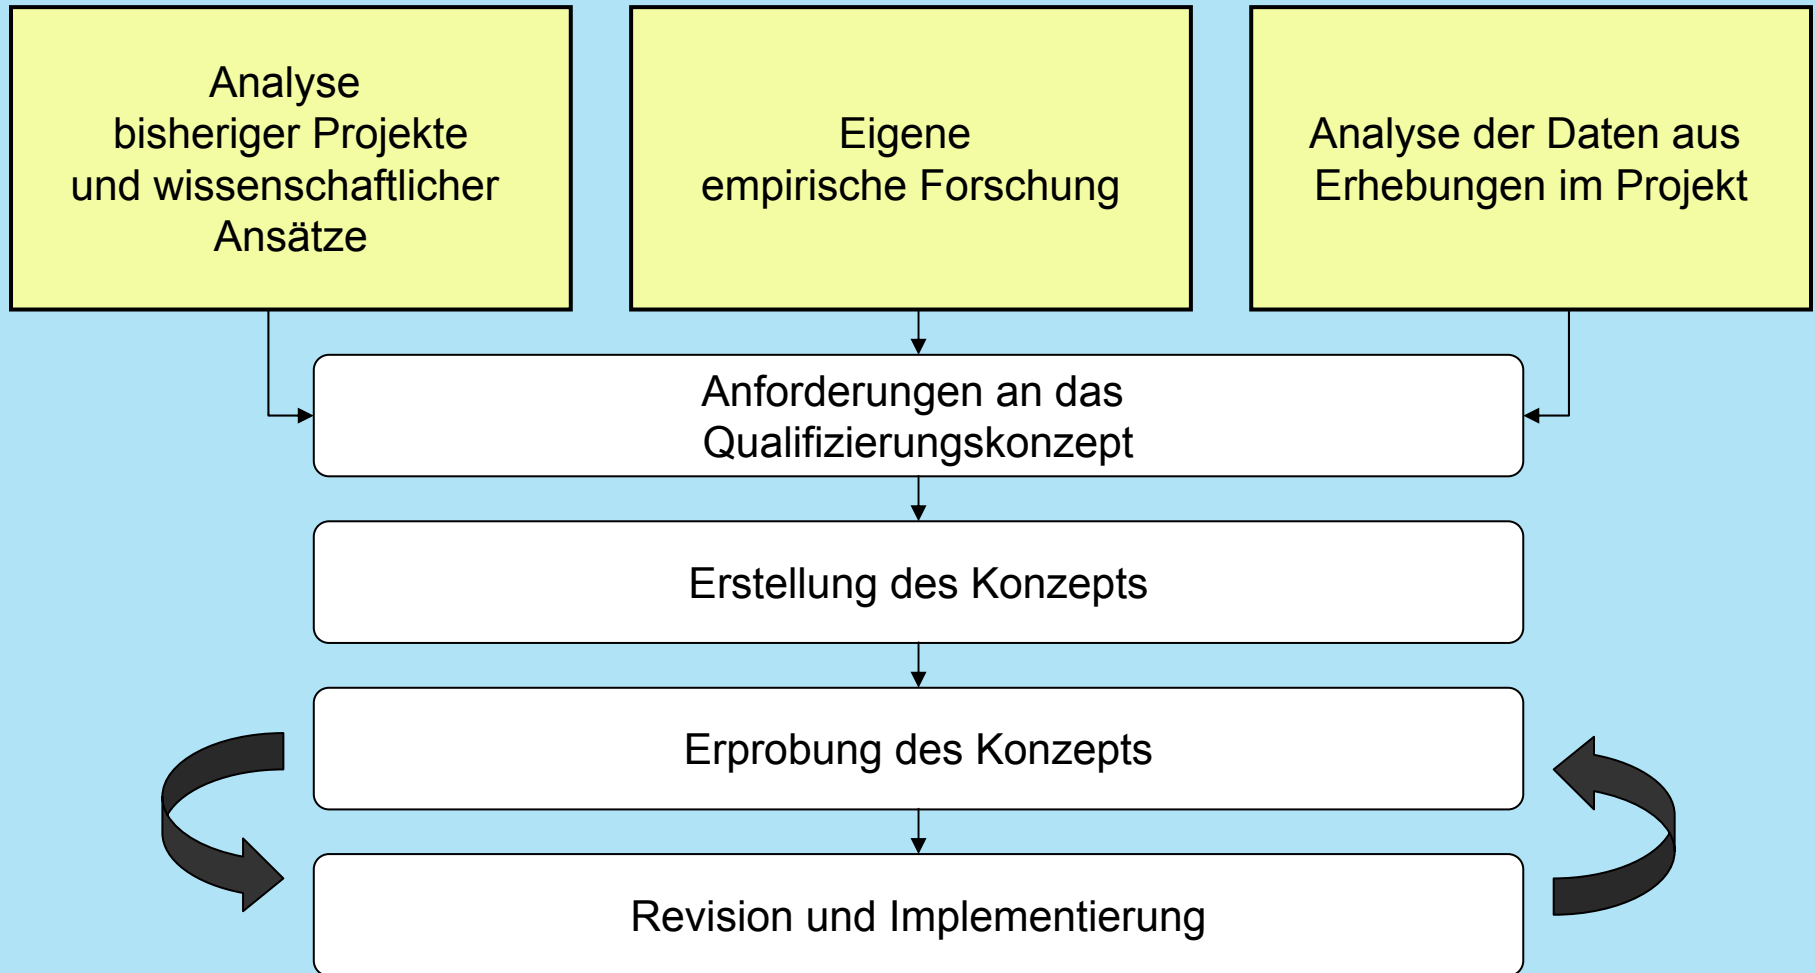 Analyse
bisheriger Projekte
und wissenschaftlicher
Ansätze
Eigene
empirische Forschung
Analyse der Daten aus
Erhebungen im Projekt
Anforderungen an das
Qualifizierungskonzept
Erstellung des Konzepts
Erprobung des Konzepts
Revision und Implementierung